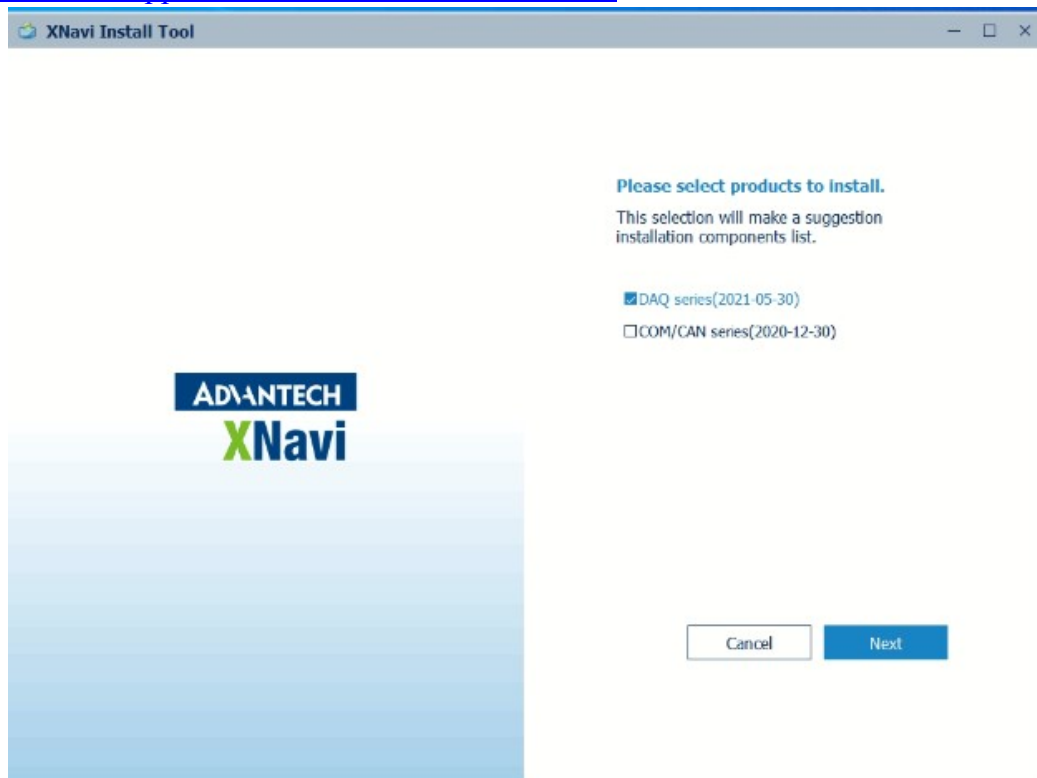 XNavi Install Tool
Please select products to install.
This selection will make a suggestion
installation components list.
DAQ series(2021-05-30)
COM/CAN series(2020-12-30)
ADVANTECH
XNavi
Cancel
Next